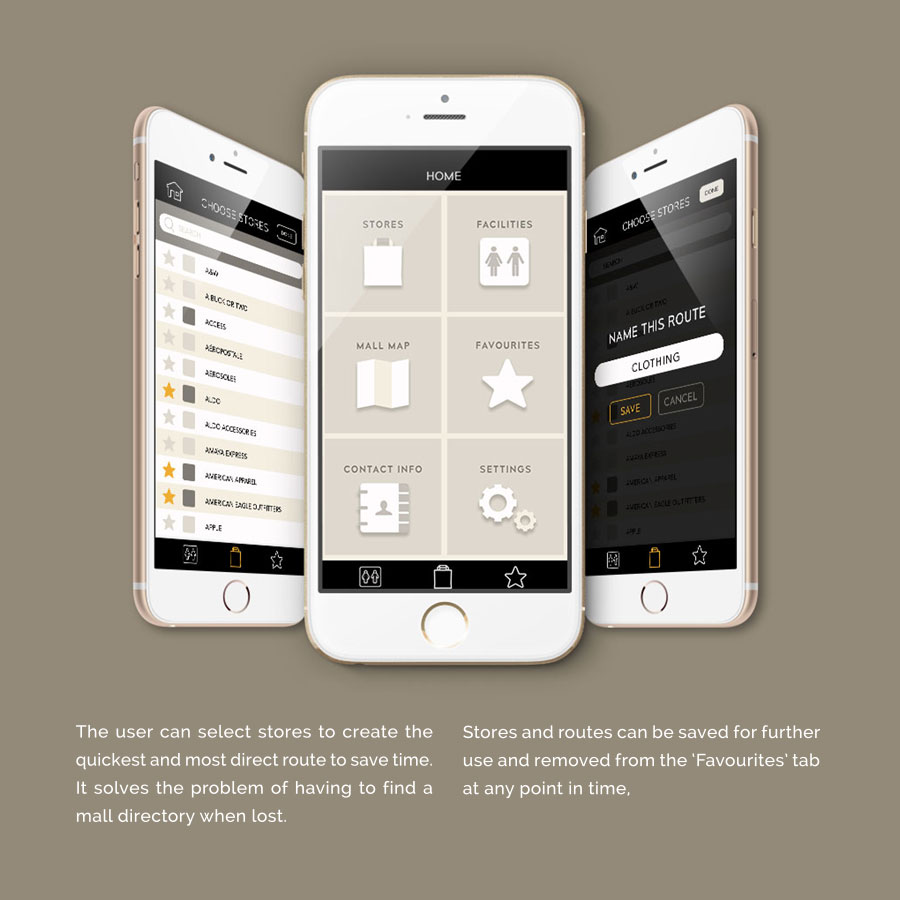 CHOOSE STORES
DONE
SEARCH
A&W
A BUCK OR TWO
ACCESS
AÉROPOSTALE
AEROSOLES
ALDO
ALDO ACCESSORIES
AMAYA EXPRESS
AMERICAN APPAREL
AMERICAN EAGLE OUTFITTERS
APPLE
HOME
STORES
FACILITIES
MALL MAP
FAVOURITES
CONTACT INFO
SETTINGS
CHOOSE STORES
DONE
SEARCH
A&W
A BUCK OR TWO
NAME THIS ROUTE
CLOTHING
SAVE
CANCEL
ALDO ACCESSORIES
AMAYA EXPRESS
AMERICAN APPAREL
AMERICAN EAGLE OUTFITTERS
APPLE
The user can select stores to create the
quickest and most direct route to save time.
It solves the problem of having to find a
mall directory when lost.
Stores and routes can be saved for further
use and removed from the ‘Favourites’ tab
at any point in time,